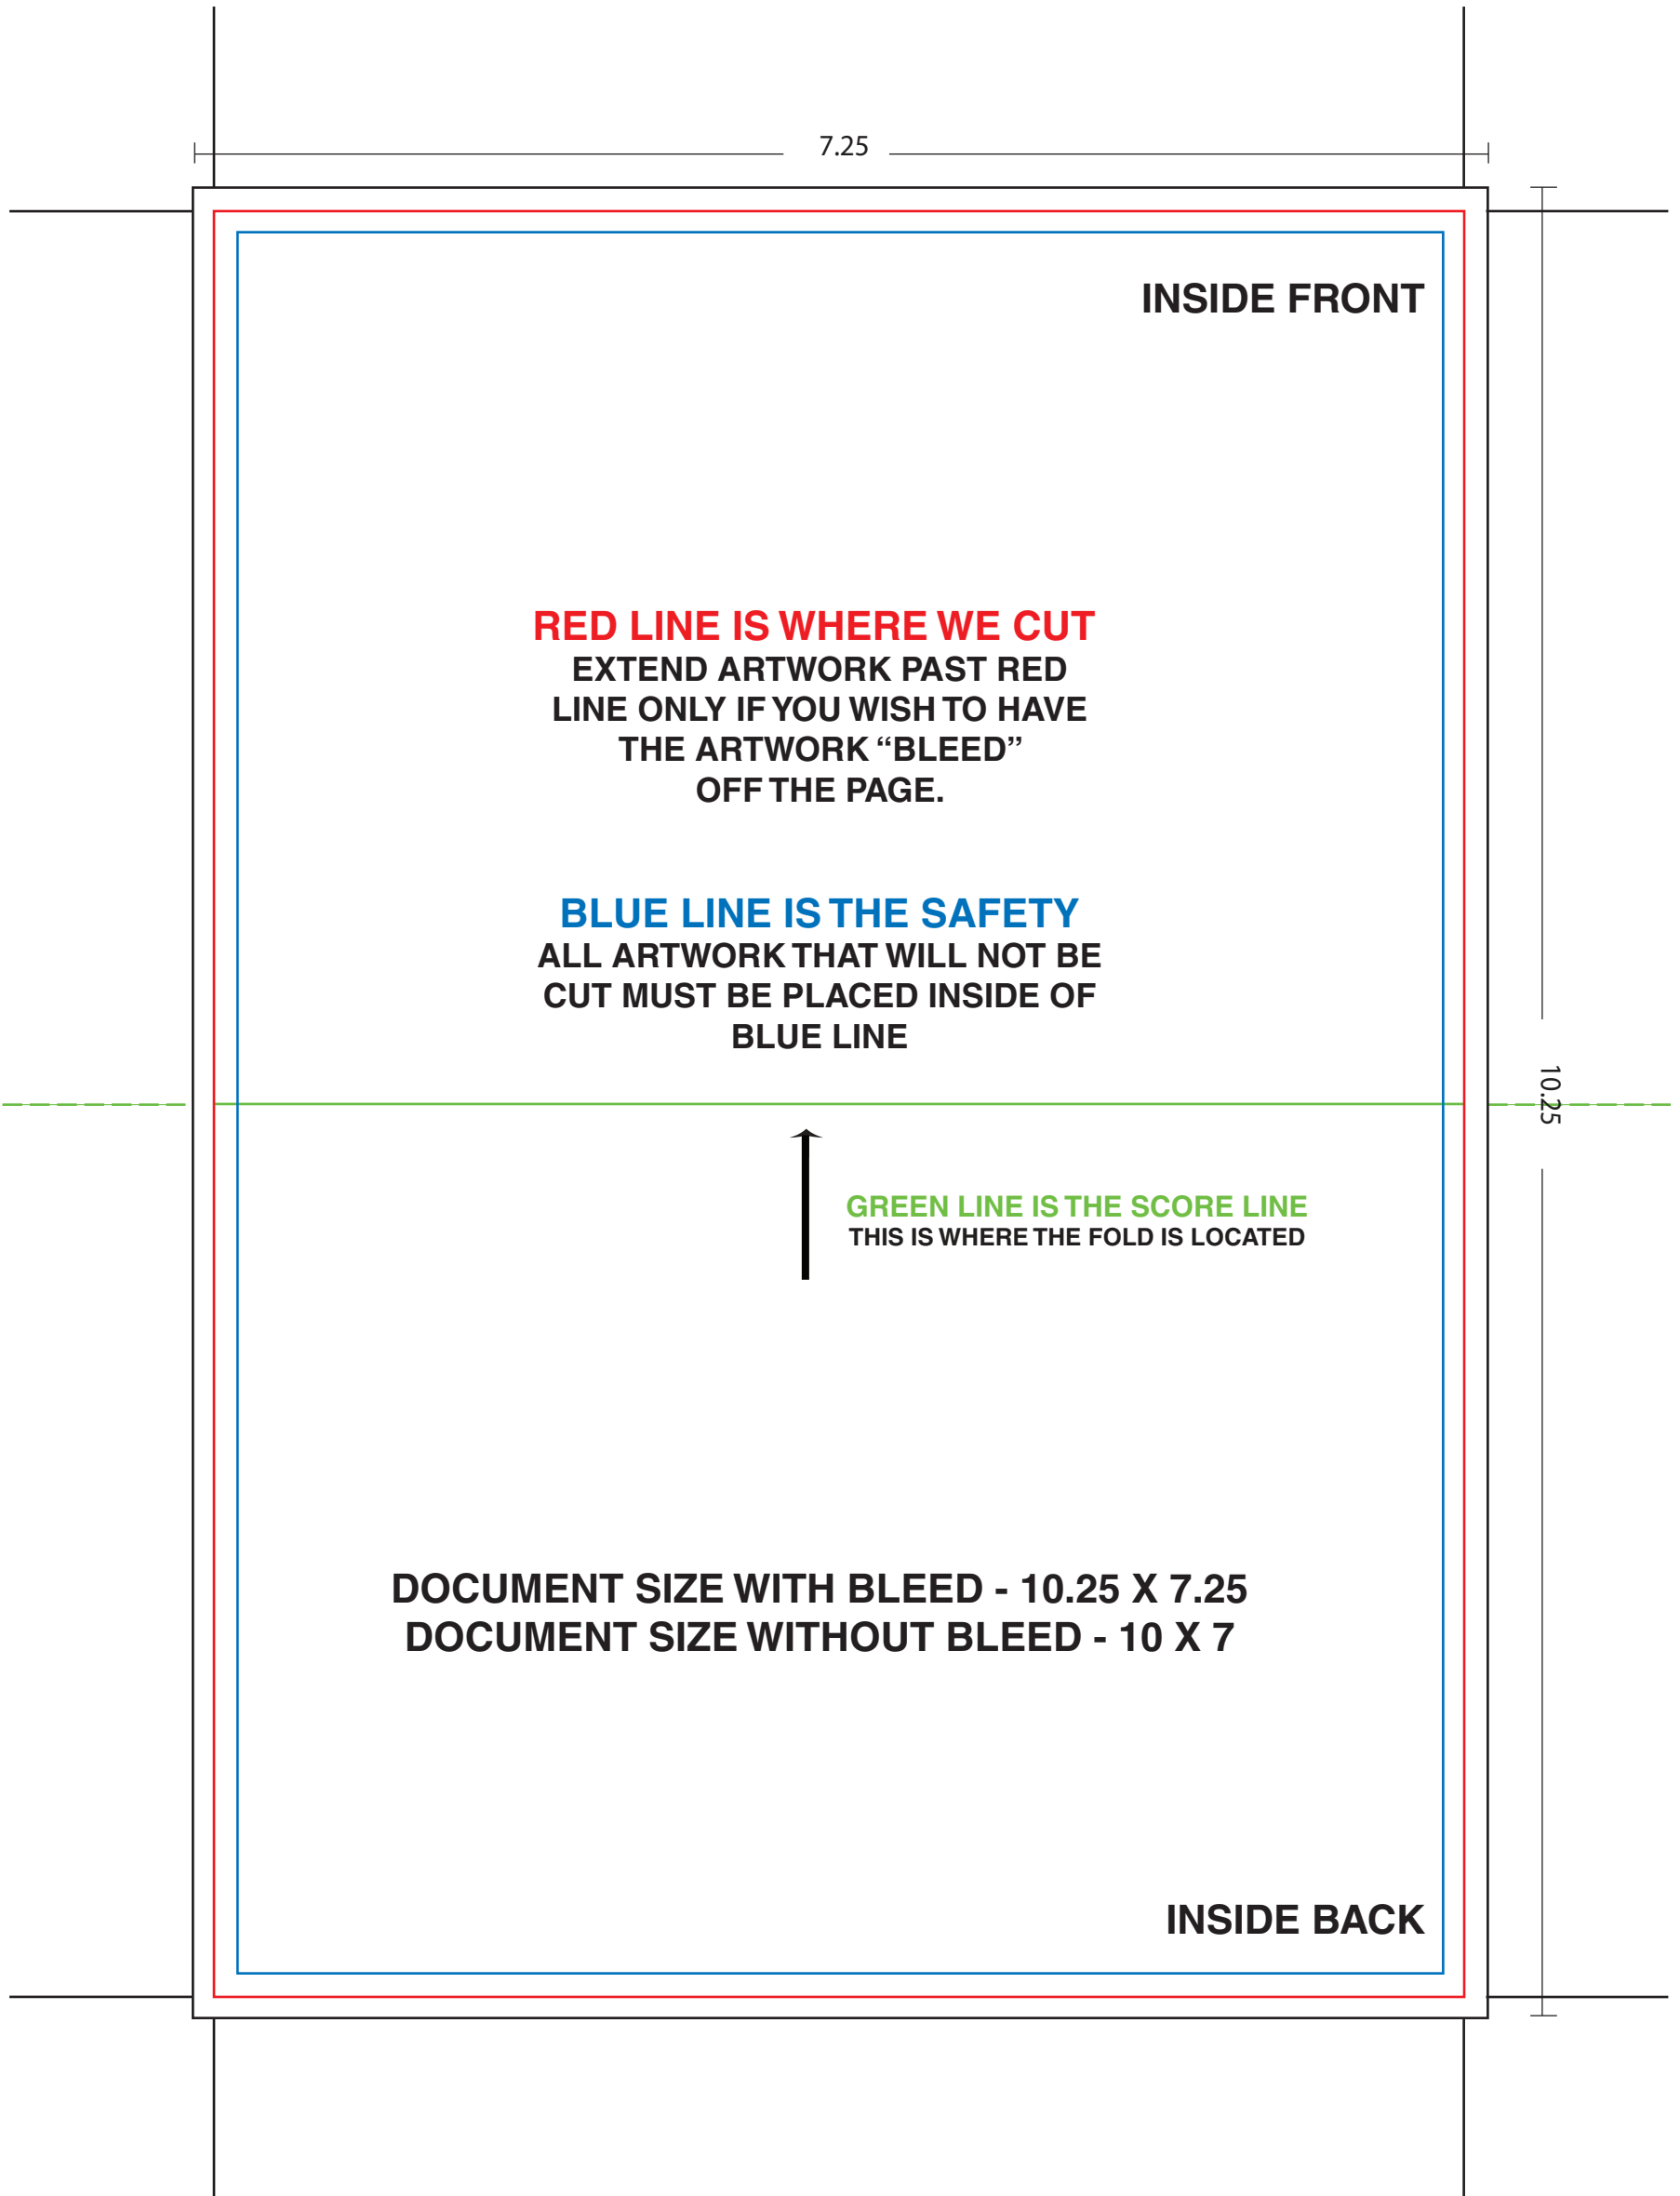 7.25
INSIDE FRONT
RED LINE IS WHERE WE CUT
EXTEND ARTWORK PAST RED
LINE ONLY IF YOU WISH TO HAVE
THE ARTWORK “BLEED”
OFF THE PAGE.
BLUE LINE IS THE SAFETY
ALL ARTWORK THAT WILL NOT BE
CUT MUST BE PLACED INSIDE OF
BLUE LINE
10.25
GREEN LINE IS THE SCORE LINE
THIS IS WHERE THE FOLD IS LOCATED
DOCUMENT SIZE WITH BLEED - 10.25 X 7.25
DOCUMENT SIZE WITHOUT BLEED - 10 X 7
INSIDE BACK